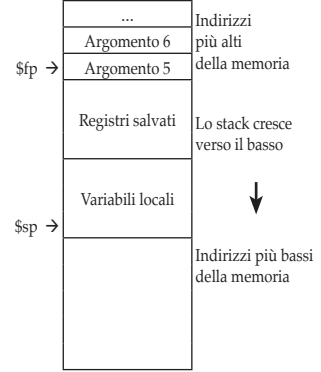 ...
Argomento 6
$fp → Argomento 5
Registri salvati
Variabili locali
$sp →
Indirizzi
più alti
della memoria
Lo stack cresce
verso il basso
Indirizzi più bassi
della memoria